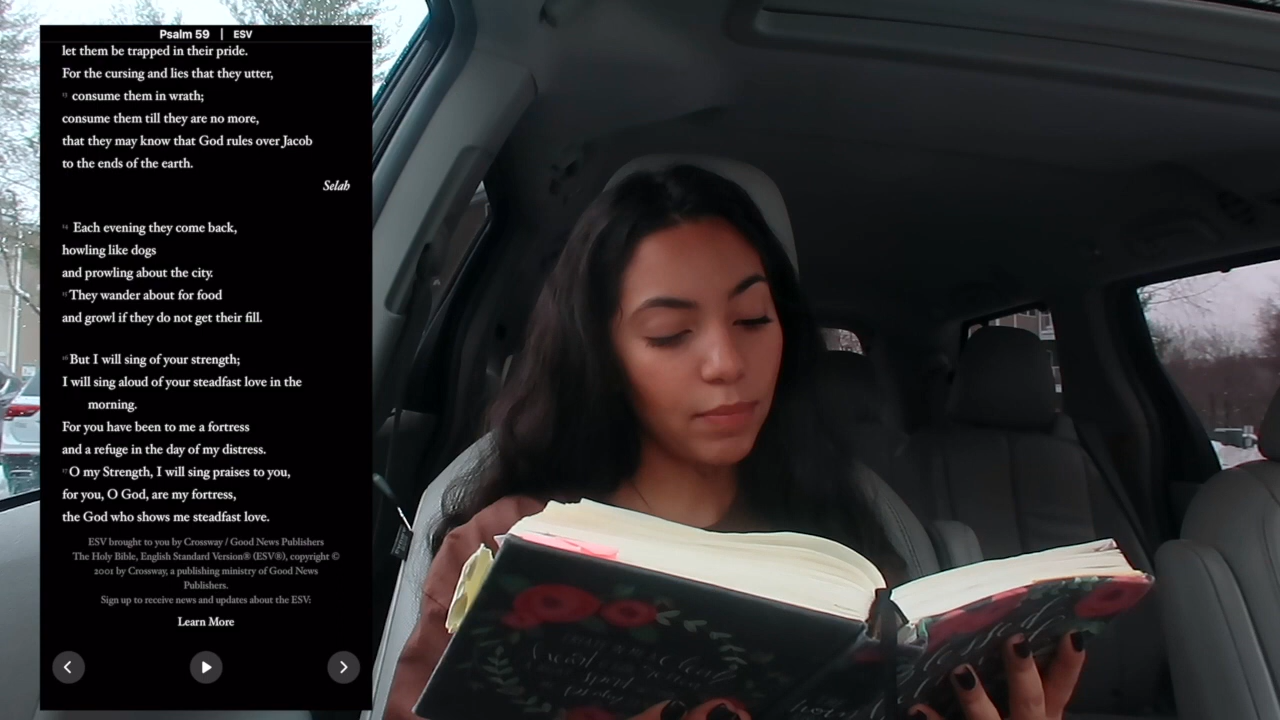 Psalm 59 | ESV
let them be trapped in their pride.
For the cursing and lies that they utter,
13 consume them in wrath;
consume them till they are no more,
that they may know that God rules over Jacob
to the ends of the earth.
Selah
14 Each evening they come back,
howling like dogs
and prowling about the city.
15 They wander about for food
and growl if they do not get their fill.
16 But I will sing of your strength;
I will sing aloud of your steadfast love in the
morning.
For you have been to me a fortress
and a refuge in the day of my distress.
17 O my Strength, I will sing praises to you,
for you, O God, are my fortress,
the God who shows me steadfast love.
ESV brought to you by Crossway / Good News Publishers
The Holy Bible, English Standard Version® (ESV®), copyright ©
2001 by Crossway, a publishing ministry of Good News
Publishers.
Sign up to receive news and updates about the ESV:
Learn More